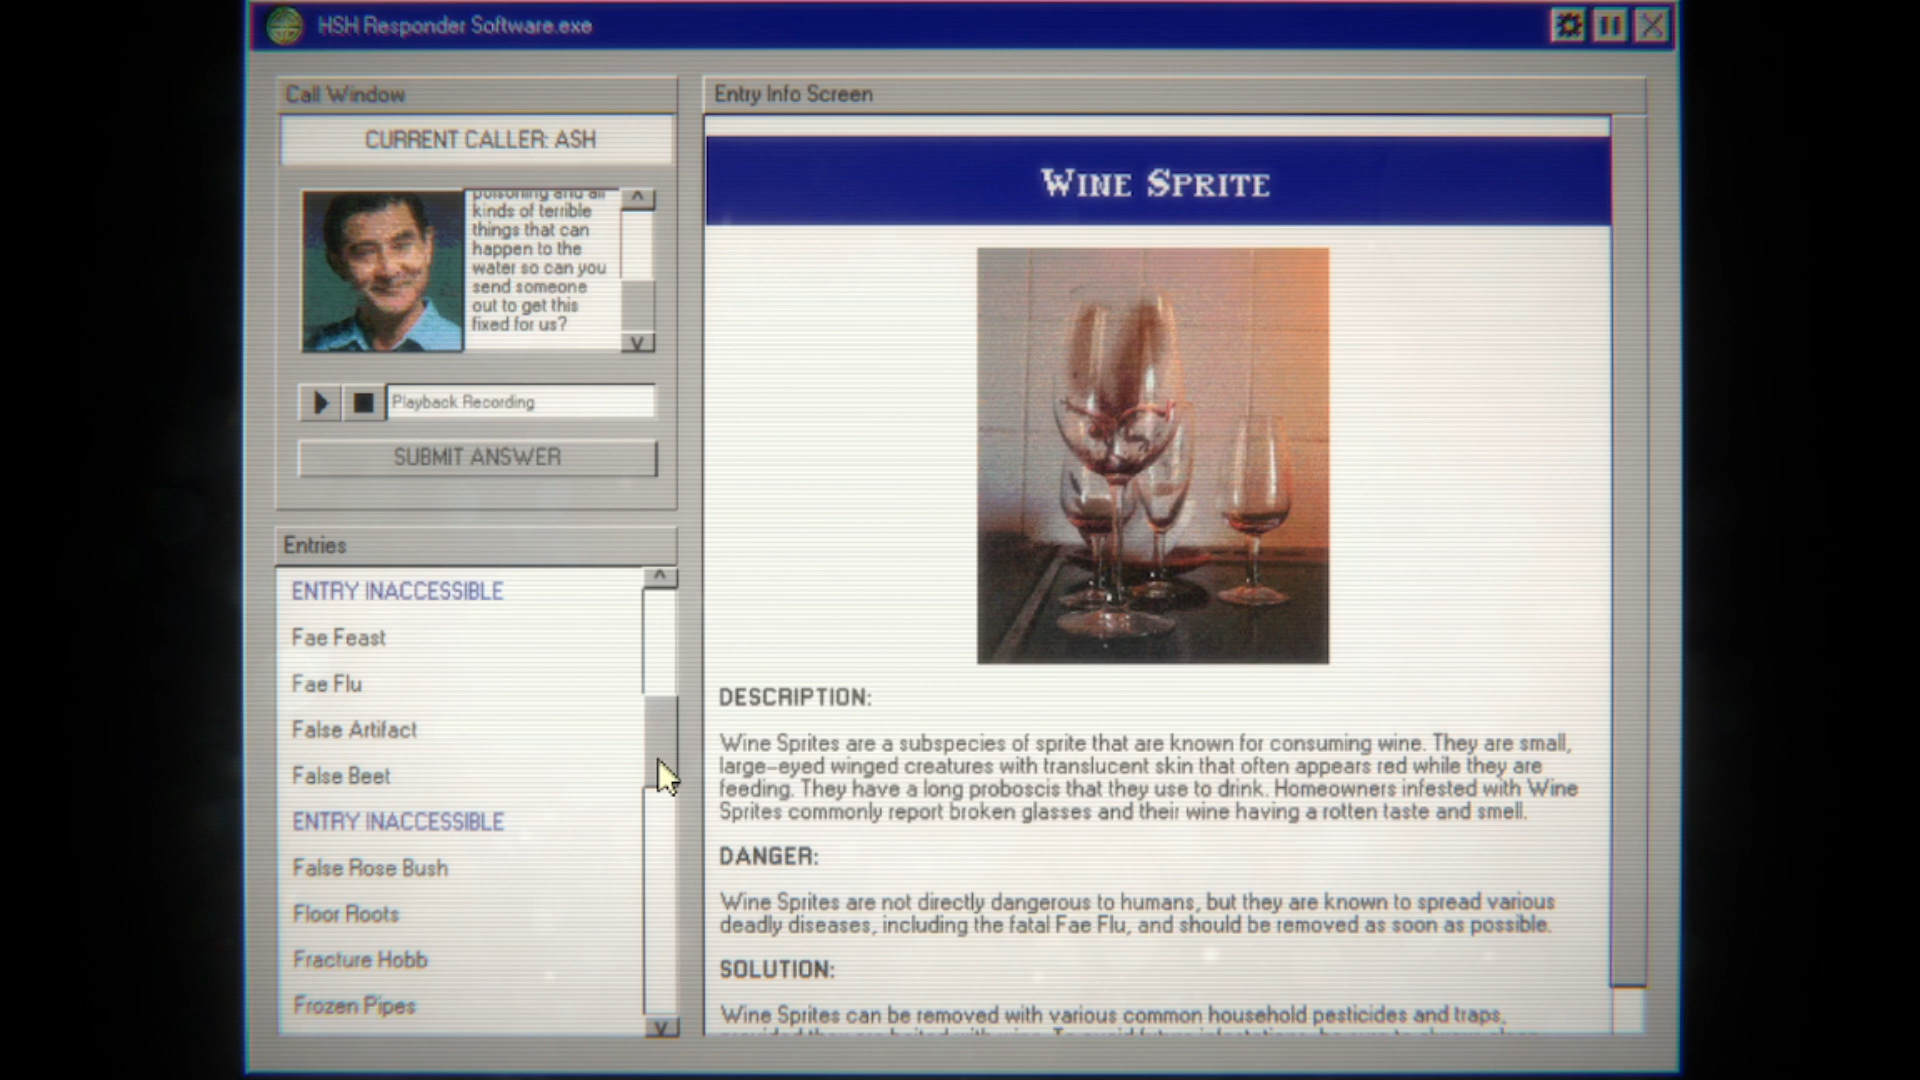 HSH Responder Software.exe
Call Window
CURRENT CALLER: ASH
poisoning and all
kinds of terrible
things that can
happen to the
water so can you
send someone
out to get this
fixed for us?
Playback Recording
SUBMIT ANSWER
Entries
ENTRY INACCESSIBLE
Fae Feast
Fae Flu
False Artifact
False Beet
ENTRY INACCESSIBLE
False Rose Bush
Floor Roots
Fracture Hobb
Frozen Pipes
Entry Info Screen
WINE SPRITE
DESCRIPTION:
Wine Sprites are a subspecies of sprite that are known for consuming wine. They are small,
large-eyed winged creatures with translucent skin that often appears red while they are
feeding. They have a long proboscis that they use to drink. Homeowners infested with Wine
Sprites commonly report broken glasses and their wine having a rotten taste and smell.
DANGER:
Wine Sprites are not directly dangerous to humans, but they are known to spread various
deadly diseases, including the fatal Fae Flu, and should be removed as soon as possible.
SOLUTION:
Wine Sprites can be removed with various common household pesticides and traps,